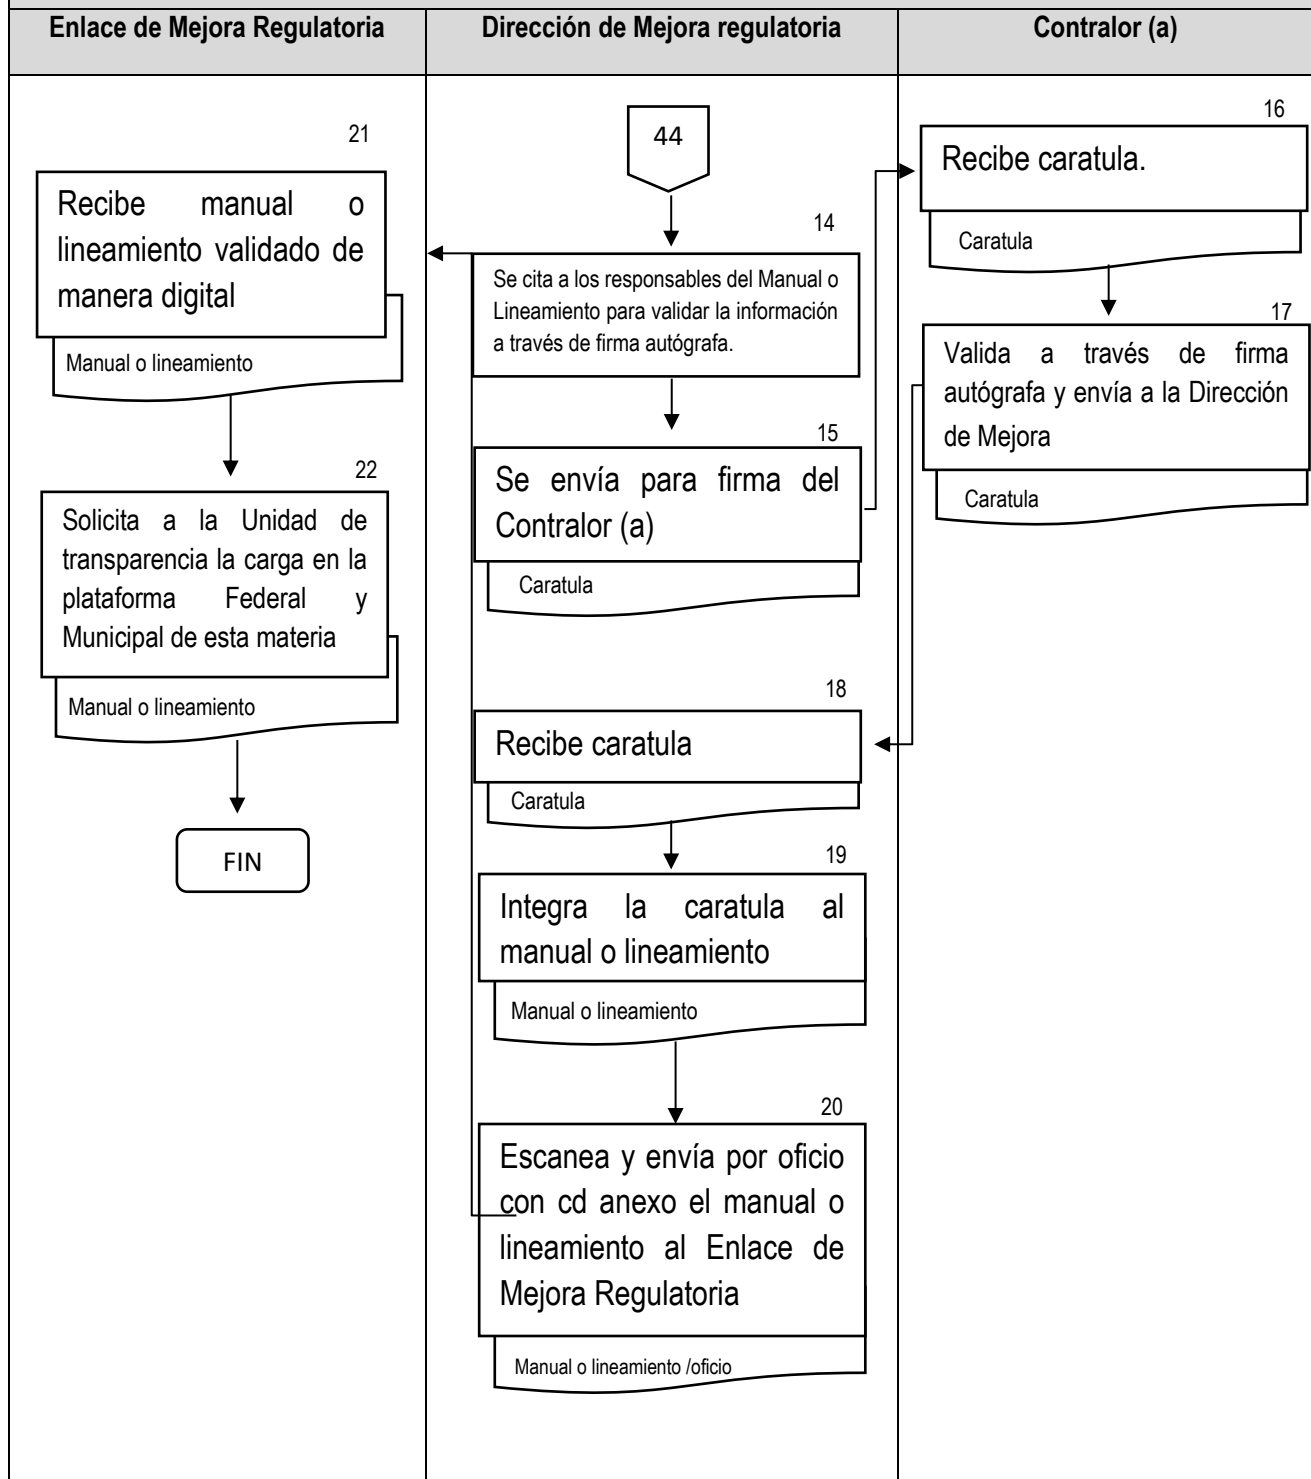 Enlace de Mejora Regulatoria
Dirección de Mejora regulatoria
Contralor (a)
21
Recibe manual o
lineamiento validado de
manera digital
Manual o lineamiento
22
Solicita a la Unidad de
transparencia la carga en la
plataforma Federal y
Municipal de esta materia
Manual o lineamiento
FIN
44
14
Se cita a los responsables del Manual o
Lineamiento para validar la información
a través de firma autógrafa.
15
Se envía para firma del
Contralor (a)
Caratula
18
Recibe caratula
Caratula
19
Integra la caratula al
manual o lineamiento
Manual o lineamiento
20
Escanea y envía por oficio
con cd anexo el manual o
lineamiento al Enlace de
Mejora Regulatoria
Manual o lineamiento /oficio
16
Recibe caratula.
Caratula
17
Valida a través de firma
autógrafa y envía a la Dirección
de Mejora
Caratula